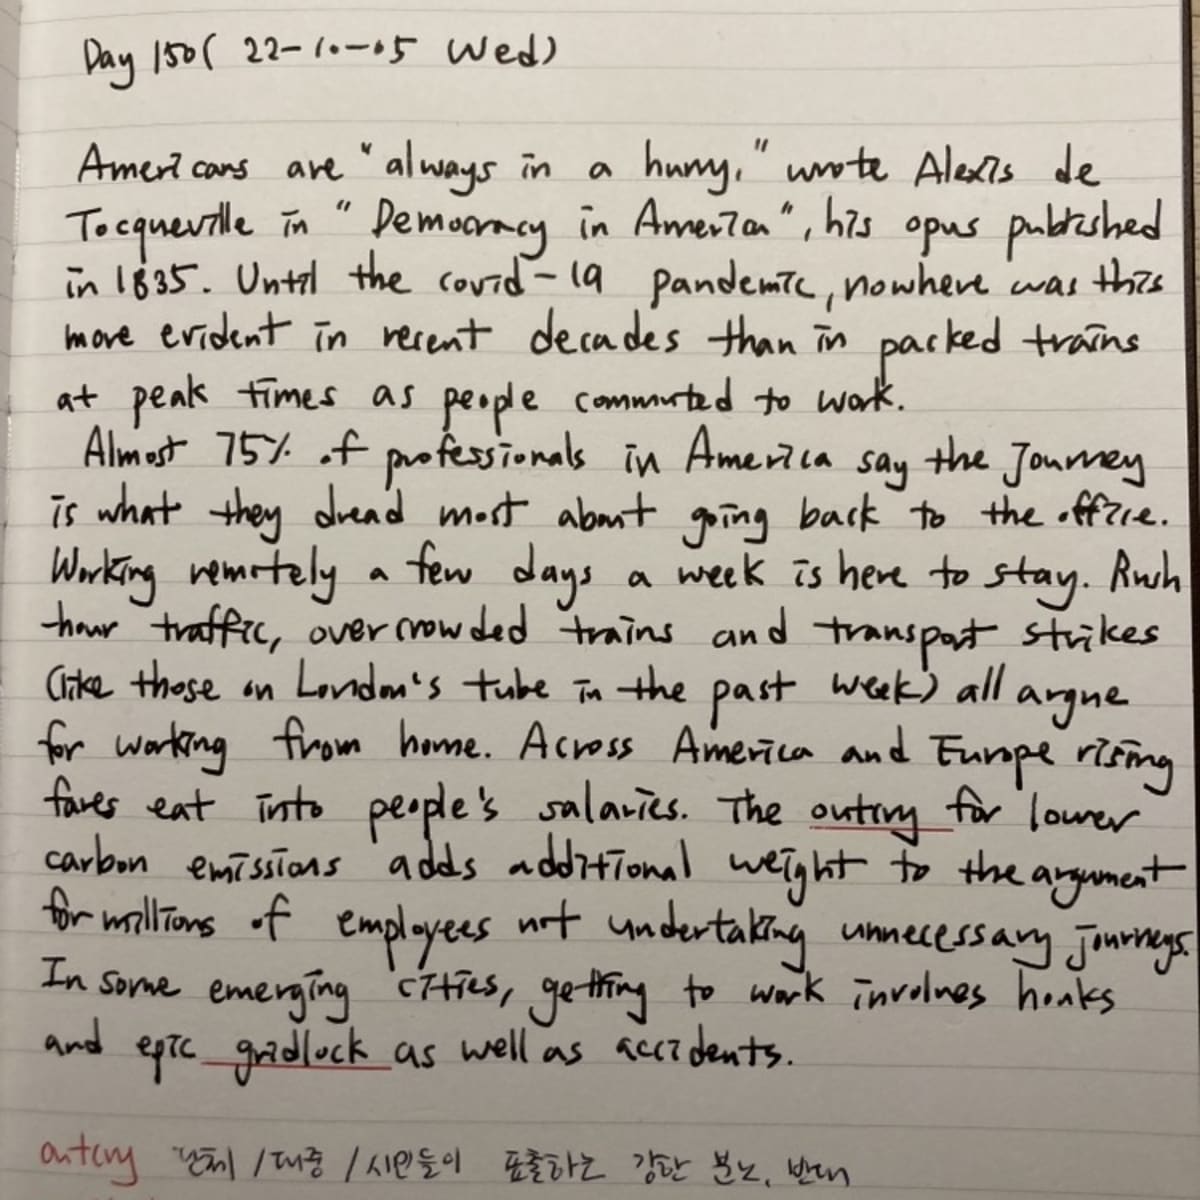 Day 150( 22-10-05 Wed)
Americans are "always in a hurry," wrote Alexis de
Tocqueville in "Democracy in America", his opus published
in 1835. Until the covid-19 pandemic, nowhere was this
more evident in recent decades than in packed trains
at peak times as people commuted to work.
Almost 75% of professionals in America say the journey
is what they dread most about going back to the office.
Working remotely a few days a week is here to stay. Rush
hour traffic, overcrowded trains and transport strikes
(like those on London's tube in the past week) all argue
for working from home. Across America and Europe rising
fares eat into people's salaries. The outcry for lower
carbon emissions adds additional weight to the argument
for millions of employees not undertaking unnecessary journeys.
In some emerging cities, getting to work involves honks
and epic gridlock as well as accidents.
outcry 단체 / 대중 / 시민들이 표출하는 강한 분노, 반대